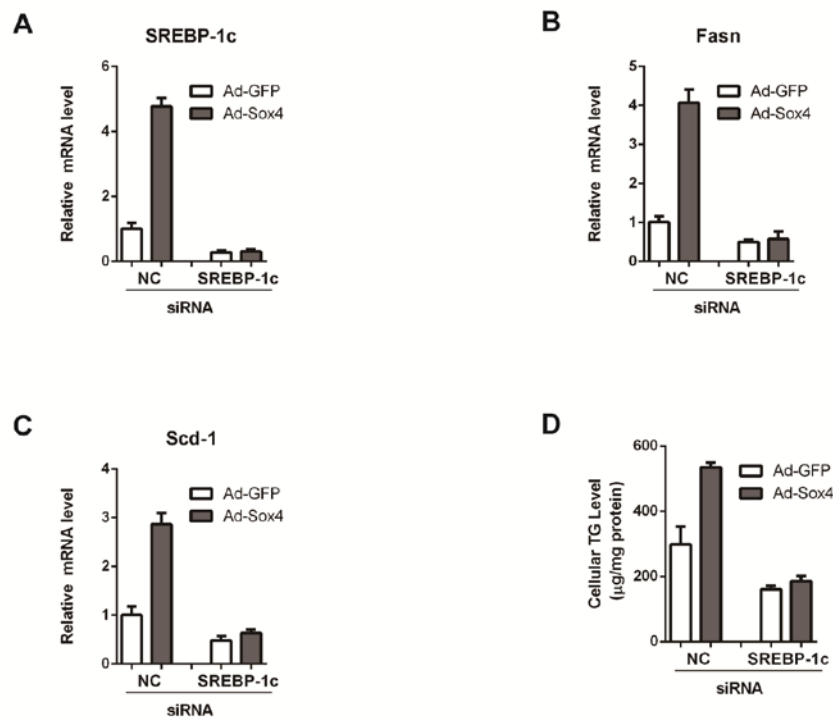 A
SREBP-1c
Relative mRNA level
6
4
2
0
Ad-GFP
Ad-Sox4
NC
SREBP-1c
siRNA
B
Fasn
Relative mRNA level
5
4
3
2
1
0
Ad-GFP
Ad-Sox4
NC
SREBP-1c
siRNA
C
Scd-1
Relative mRNA level
4
3
2
1
0
Ad-GFP
Ad-Sox4
NC
SREBP-1c
siRNA
D
Cellular TG Level
(μg/mg protein)
600
400
200
0
Ad-GFP
Ad-Sox4
NC
SREBP-1c
siRNA